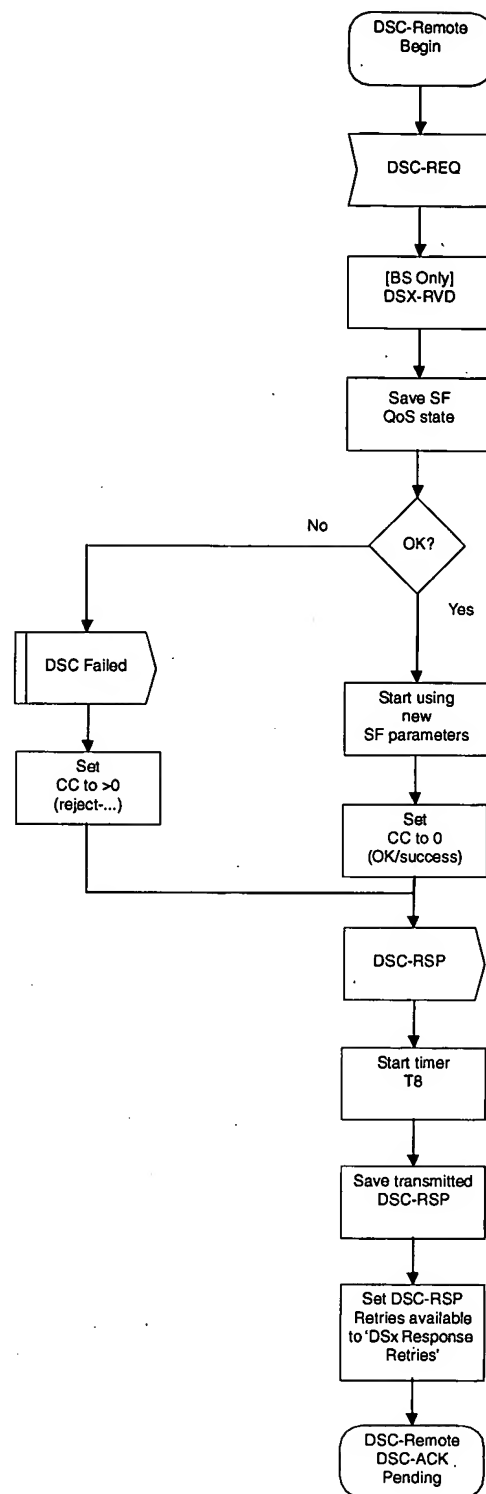 DSC-Remote
Begin
DSC-REQ
[BS Only]
DSX-RVD
Save SF
QoS state
No
OK?
Yes
DSC Failed
Start using
new
SF parameters
Set
CC to >0
(reject-...)
Set
CC to 0
(OK/success)
DSC-RSP
Start timer
T8
Save transmitted
DSC-RSP
Set DSC-RSP
Retries available
to 'DSx Response
Retries'
DSC-Remote
DSC-ACK
Pending